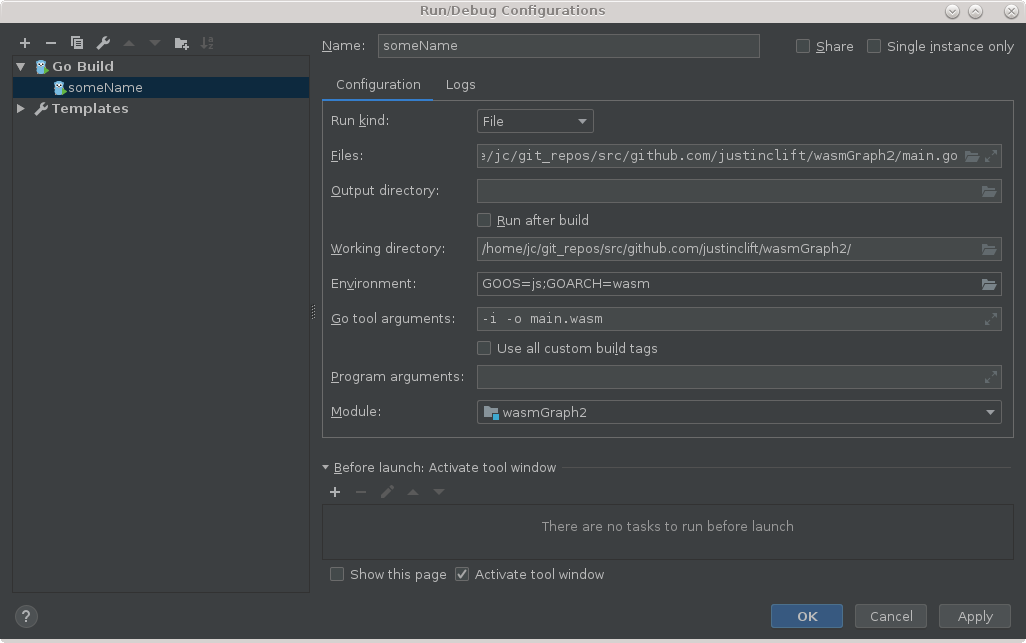 Run/Debug Configurations
Name: someName Share Single instance only
Go Build
someName
Templates
Configuration Logs
Run kind: File
Files: e/jc/git_repos/src/github.com/justinclift/wasmGraph2/main.go
Output directory:
Run after build
Working directory: /home/jc/git_repos/src/github.com/justinclift/wasmGraph2/
Environment: GOOS=js;GOARCH=wasm
Go tool arguments: -i -o main.wasm
Use all custom build tags
Program arguments:
Module: wasmGraph2
Before launch: Activate tool window
There are no tasks to run before launch
Show this page Activate tool window
? OK Cancel Apply